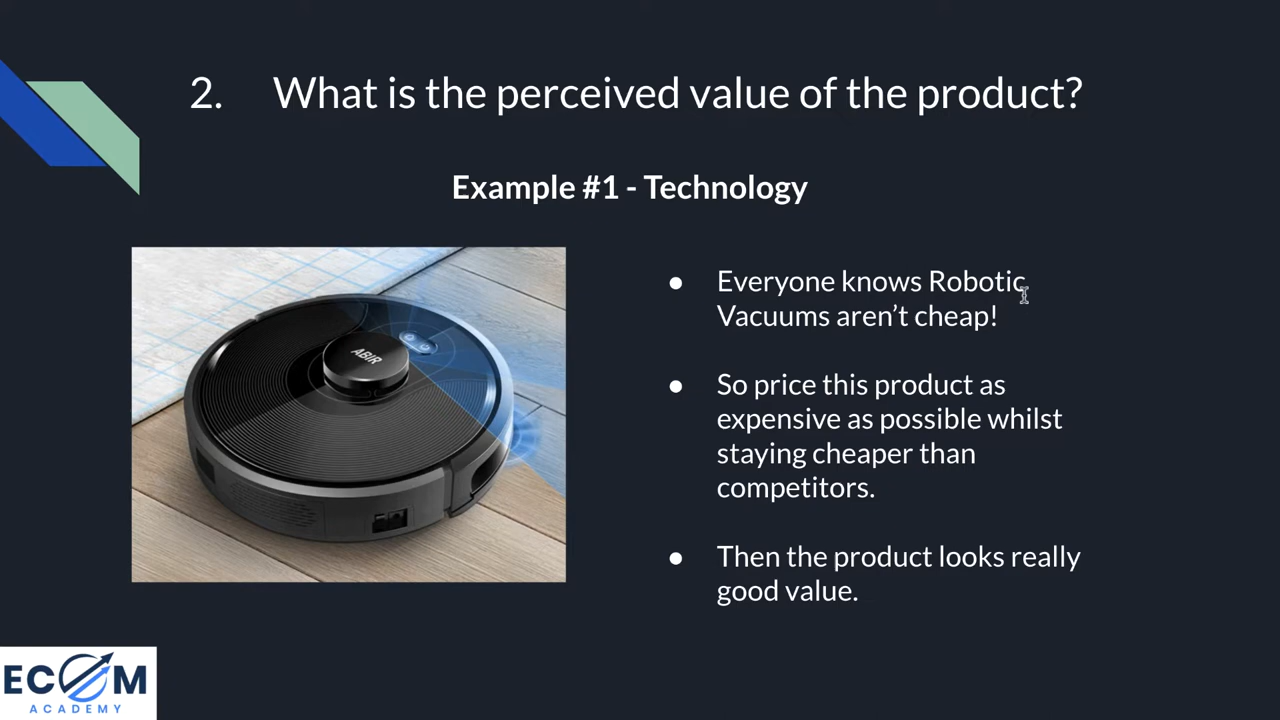 2. What is the perceived value of the product?
Example #1 - Technology
ABIR
● Everyone knows Robotic
Vacuums aren’t cheap!
● So price this product as
expensive as possible whilst
staying cheaper than
competitors.
● Then the product looks really
good value.
ECOM
ACADEMY